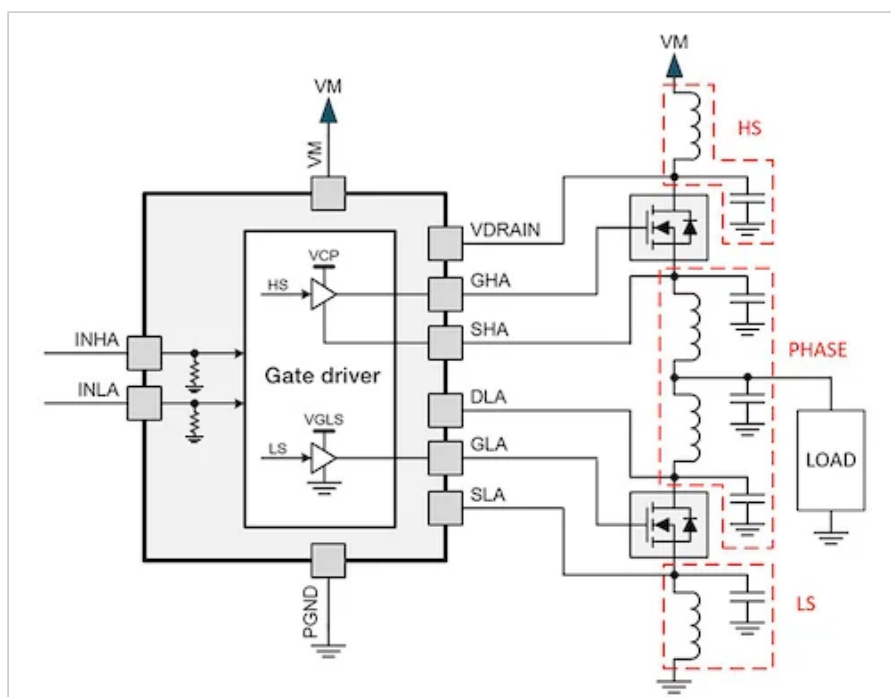 VM
HS
VM
VM
VDRAIN
VCP
HS
GHA
INHA
SHA
PHASE
Gate driver
INLA
DLA
VGLS
LS
GLA
LOAD
SLA
PGND
LS